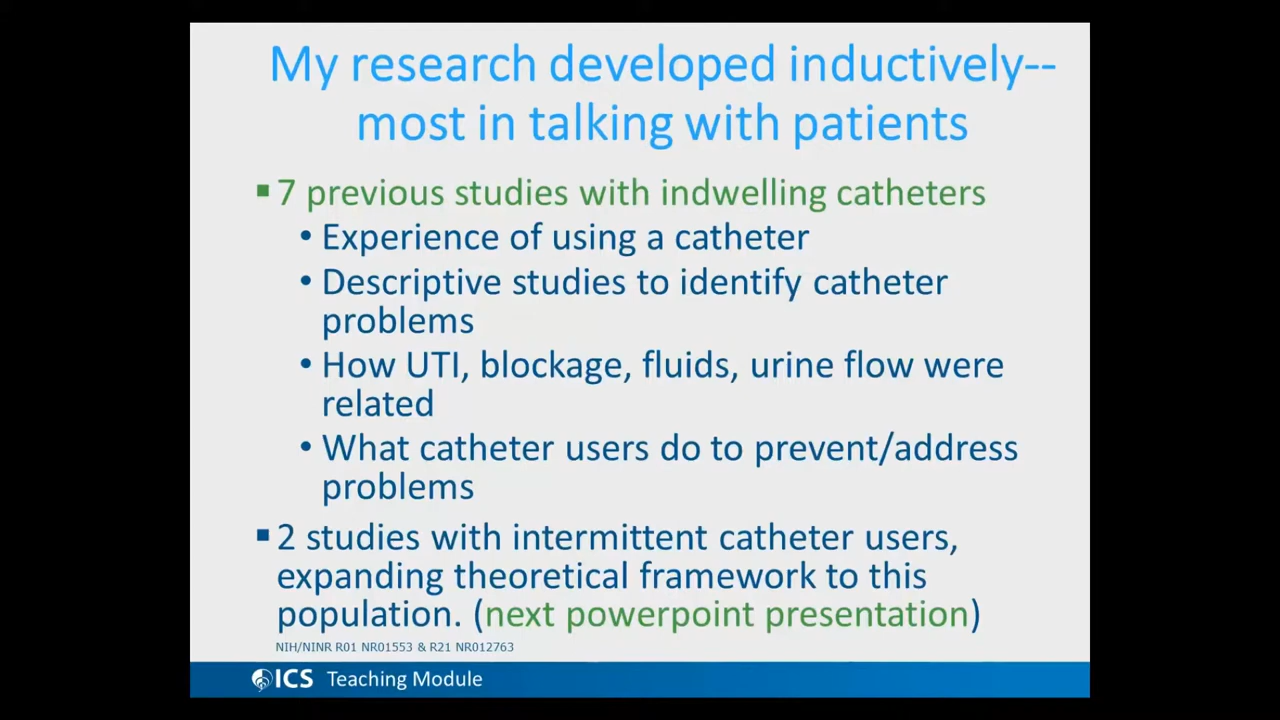 My research developed inductively--
most in talking with patients
▪ 7 previous studies with indwelling catheters
• Experience of using a catheter
• Descriptive studies to identify catheter
problems
• How UTI, blockage, fluids, urine flow were
related
• What catheter users do to prevent/address
problems
▪ 2 studies with intermittent catheter users,
expanding theoretical framework to this
population. (next powerpoint presentation)
NIH/NINR R01 NR01553 & R21 NR012763
ICS Teaching Module